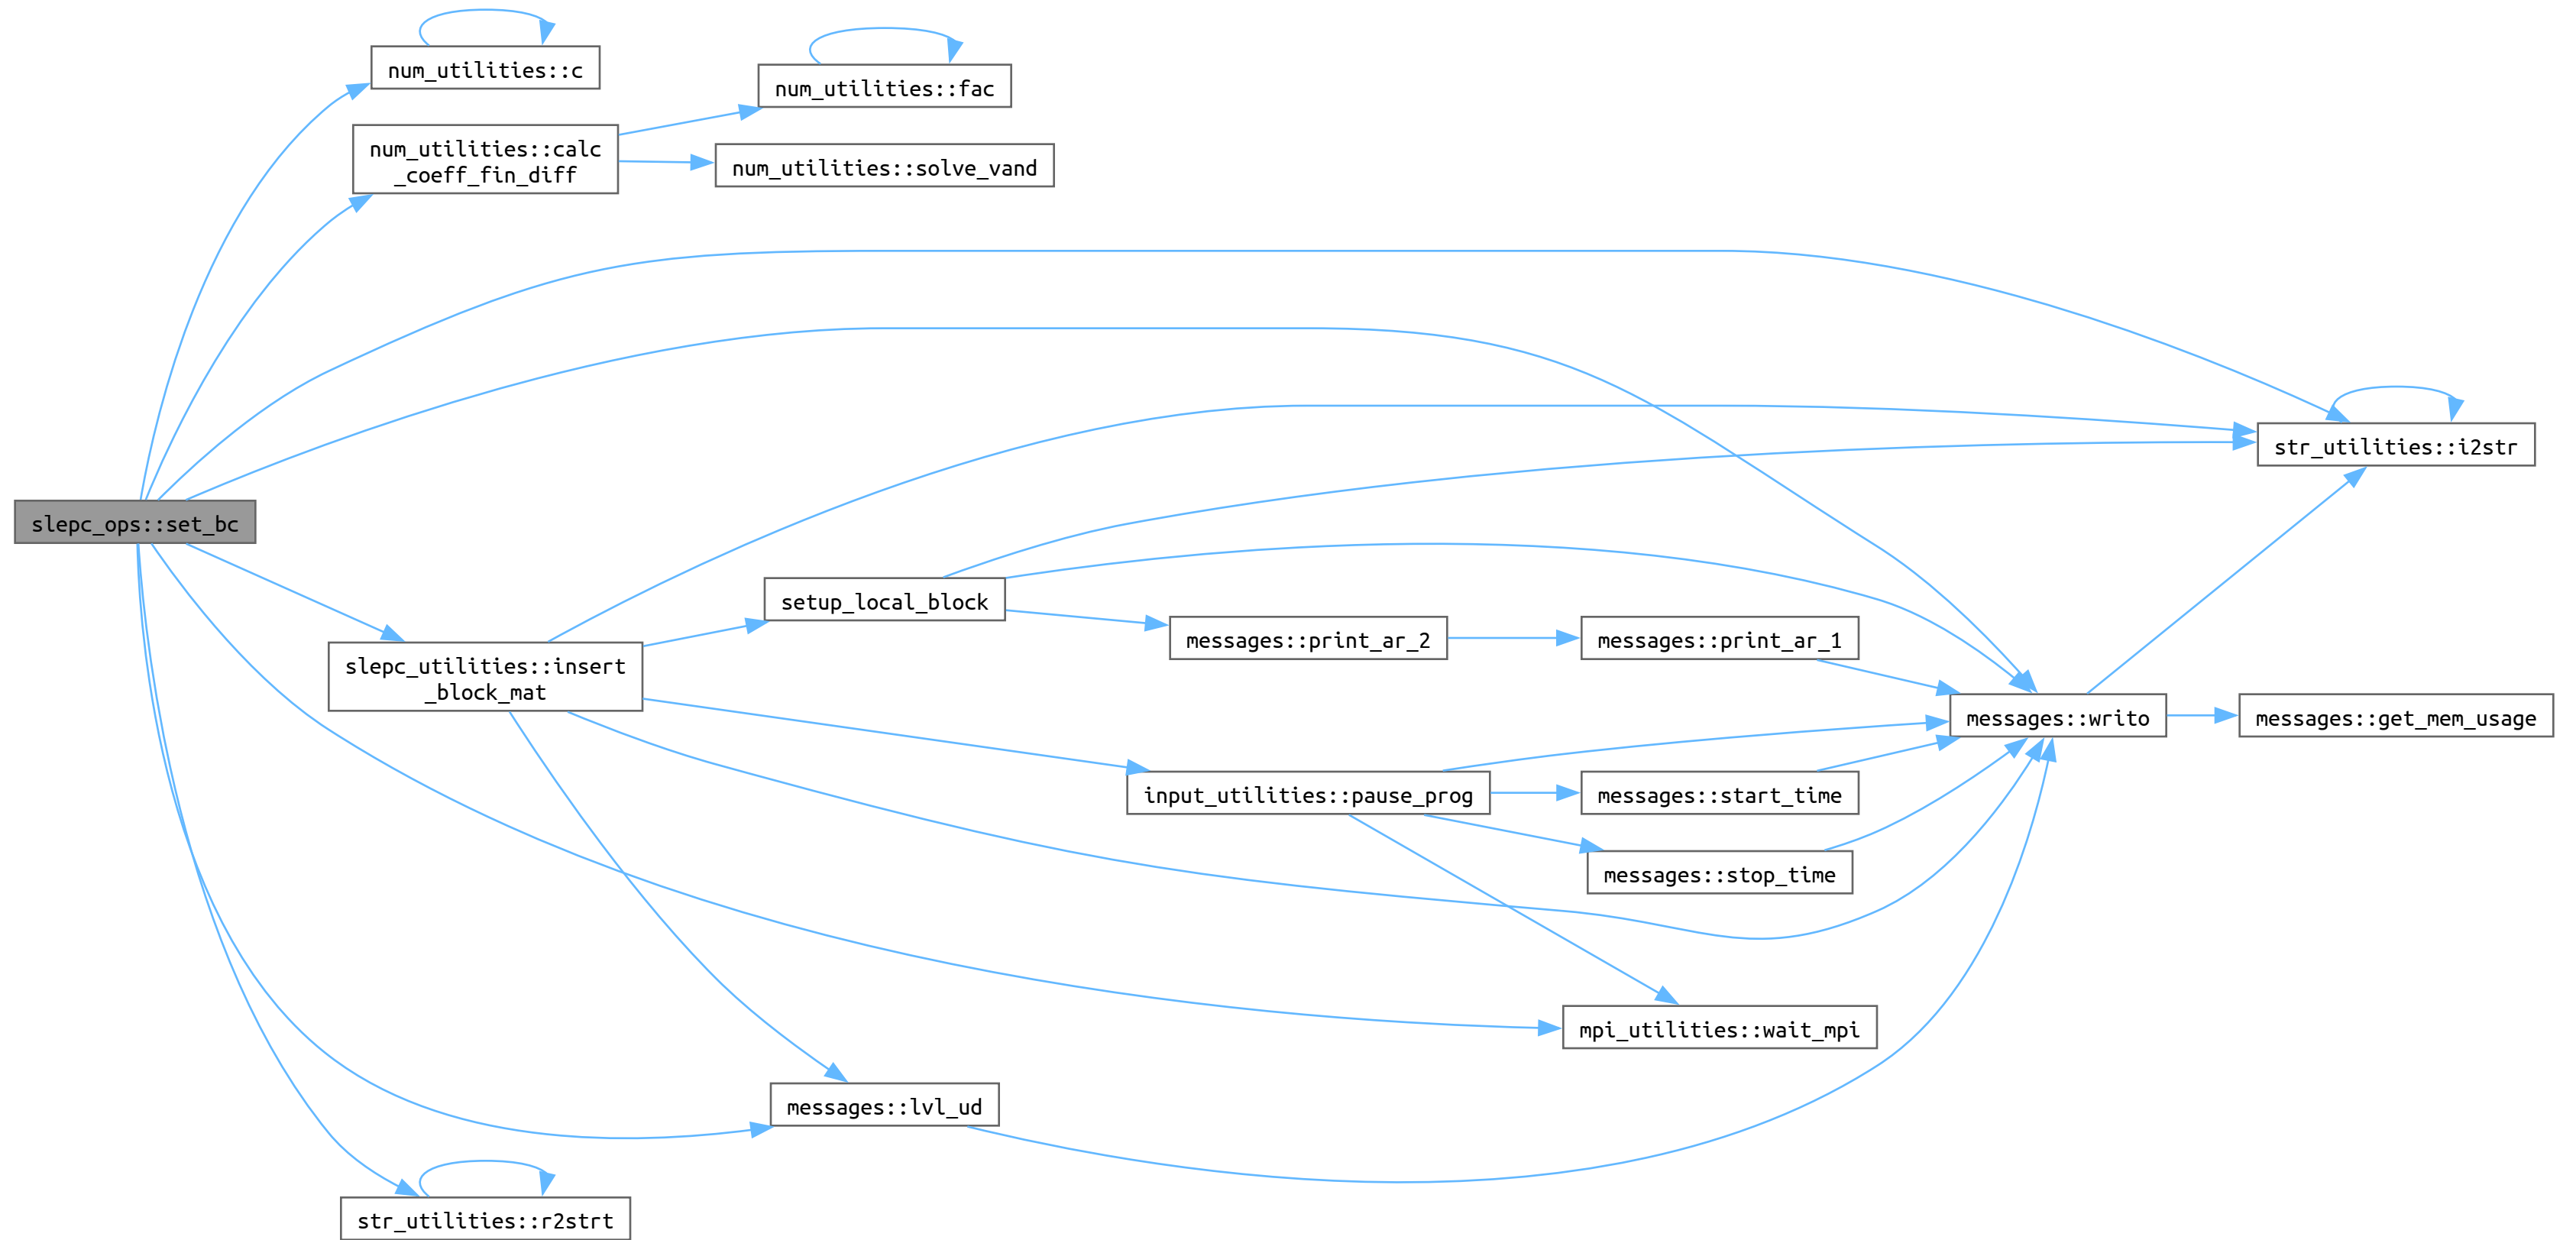 num_utilities::c
num_utilities::fac
num_utilities::calc
_coeff_fin_diff
num_utilities::solve_vand
str_utilities::i2str
slepc_ops::set_bc
setup_local_block
messages::print_ar_2
messages::print_ar_1
slepc_utilities::insert
_block_mat
messages::writo
messages::get_mem_usage
input_utilities::pause_prog
messages::start_time
messages::stop_time
mpi_utilities::wait_mpi
messages::lvl_ud
str_utilities::r2strt